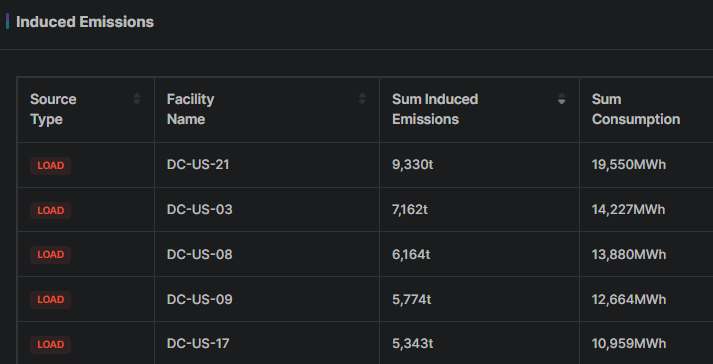 Induced Emissions
Source Type
Facility Name
Sum Induced Emissions
Sum Consumption
LOAD DC-US-21 9,330t 19,550MWh
LOAD DC-US-03 7,162t 14,227MWh
LOAD DC-US-08 6,164t 13,880MWh
LOAD DC-US-09 5,774t 12,664MWh
LOAD DC-US-17 5,343t 10,959MWh